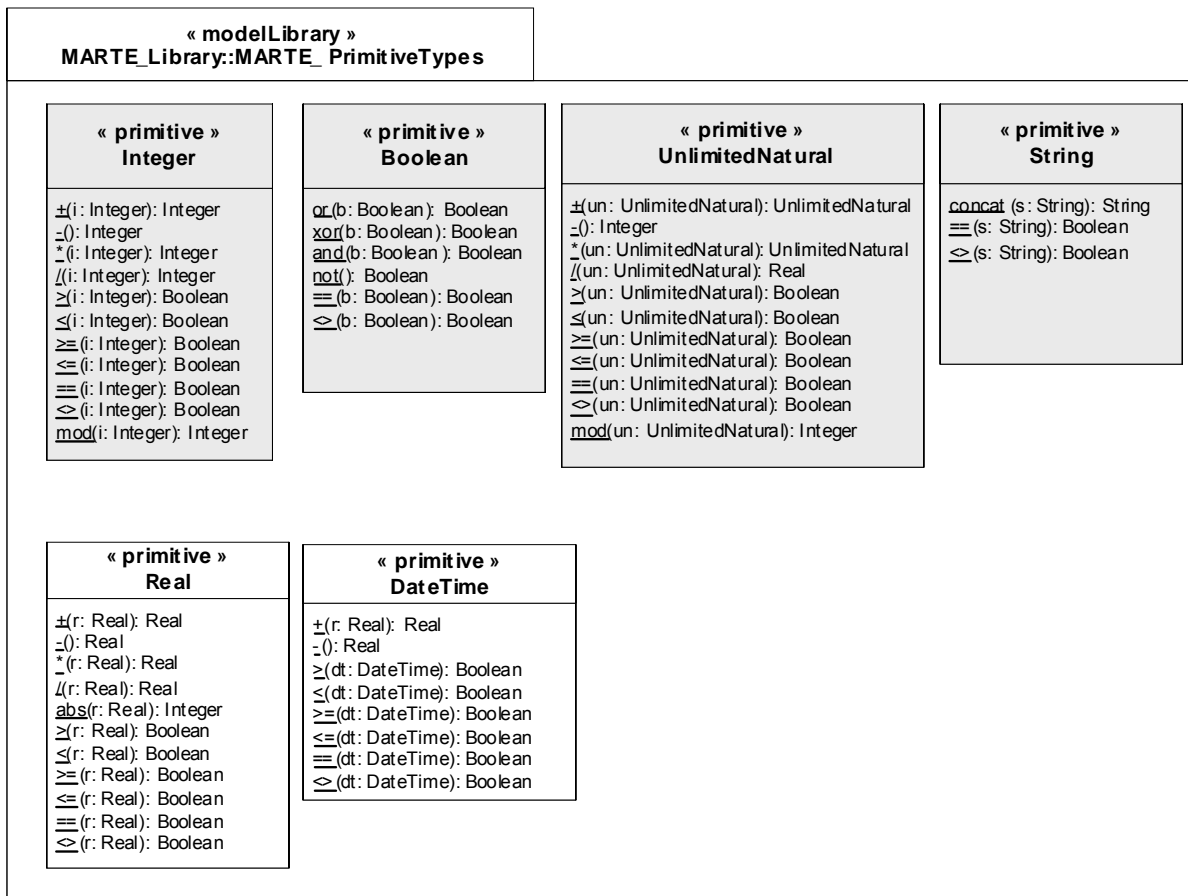 « modelLibrary »
MARTE_Library::MARTE_ PrimitiveTypes
« primitive »
Integer
+(i: Integer): Integer
-(): Integer
*(i: Integer): Integer
/(i: Integer): Integer
>(i: Integer): Boolean
<(i: Integer): Boolean
>=(i: Integer): Boolean
<=(i: Integer): Boolean
==(i: Integer): Boolean
<>(i: Integer): Boolean
mod(i: Integer): Integer
« primitive »
Boolean
or(b: Boolean): Boolean
xor(b: Boolean): Boolean
and(b: Boolean): Boolean
not(): Boolean
==(b: Boolean): Boolean
<>(b: Boolean): Boolean
« primitive »
UnlimitedNatural
+(un: UnlimitedNatural): UnlimitedNatural
-(): Integer
*(un: UnlimitedNatural): UnlimitedNatural
/(un: UnlimitedNatural): Real
>(un: UnlimitedNatural): Boolean
<(un: UnlimitedNatural): Boolean
>=(un: UnlimitedNatural): Boolean
<=(un: UnlimitedNatural): Boolean
==(un: UnlimitedNatural): Boolean
<>(un: UnlimitedNatural): Boolean
mod(un: UnlimitedNatural): Integer
« primitive »
String
concat (s: String): String
==(s: String): Boolean
<>(s: String): Boolean
« primitive »
Real
+(r: Real): Real
-(): Real
*(r: Real): Real
/(r: Real): Real
abs(r: Real): Integer
>(r: Real): Boolean
<(r: Real): Boolean
>=(r: Real): Boolean
<=(r: Real): Boolean
==(r: Real): Boolean
<>(r: Real): Boolean
« primitive »
DateTime
+(r: Real): Real
-(): Real
>(dt: DateTime): Boolean
<(dt: DateTime): Boolean
>=(dt: DateTime): Boolean
<=(dt: DateTime): Boolean
==(dt: DateTime): Boolean
<>(dt: DateTime): Boolean